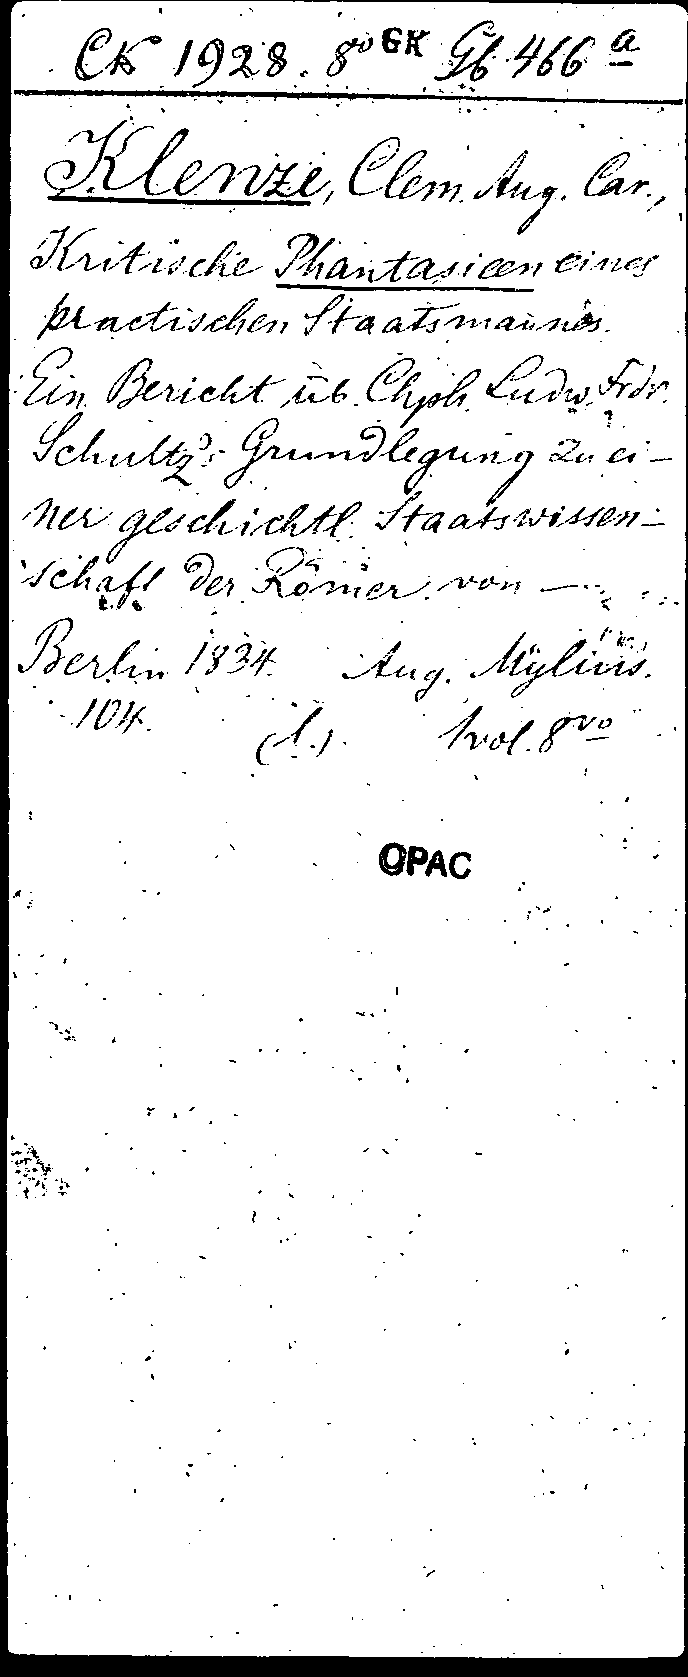 CK 1928. 8° GK Gb 466 a
Klenze, Clem. Aug. Car.,
Kritische Phantasieen eines
practischen Staatsmannes.
Ein Bericht üb. Chph. Ludw. Frdr.
Schultz's Grundlegung zu ei-
ner geschichtl. Staatswissen-
schaft der Römer von —
Berlin 1834. Aug. Mylius.
104. (l.) 1 vol. 8vo
OPAC